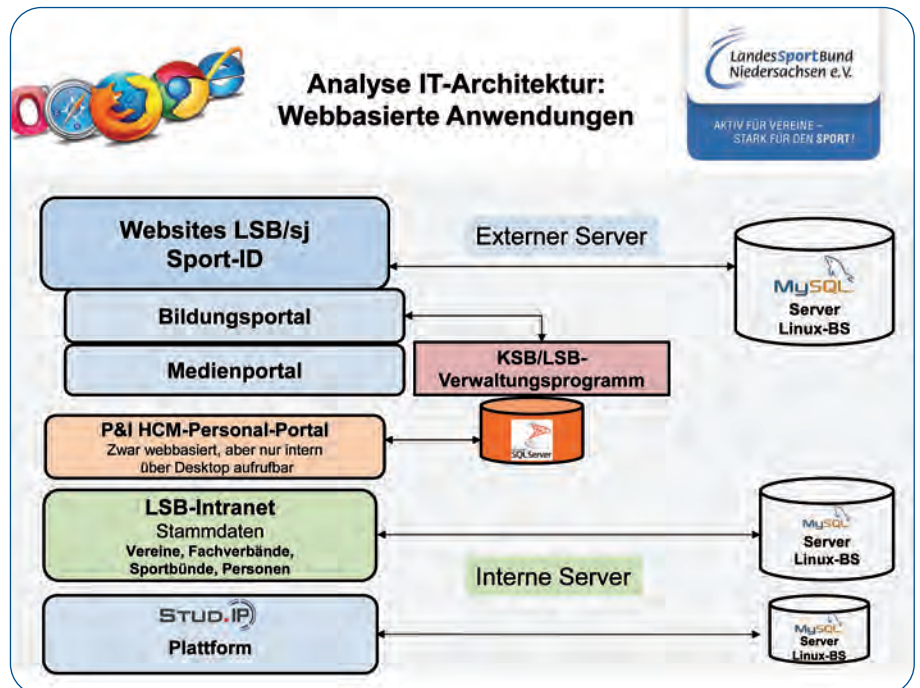 Analyse IT-Architektur:
Webbasierte Anwendungen
LandesSportBund
Niedersachsen e.V.
AKTIV FÜR VEREINE –
STARK FÜR DEN SPORT!
Websites LSB/sj
Sport-ID
Externer Server
MySQL
Server
Linux-BS
Bildungsportal
Medienportal
KSB/LSB-
Verwaltungsprogramm
P&I HCM-Personal-Portal
Zwar webbasiert, aber nur intern
über Desktop aufrufbar
SQL Server
LSB-Intranet
Stammdaten
Vereine, Fachverbände,
Sportbünde, Personen
MySQL
Server
Linux-BS
Interne Server
STUD.IP
Plattform
MySQL
Server
Linux-BS